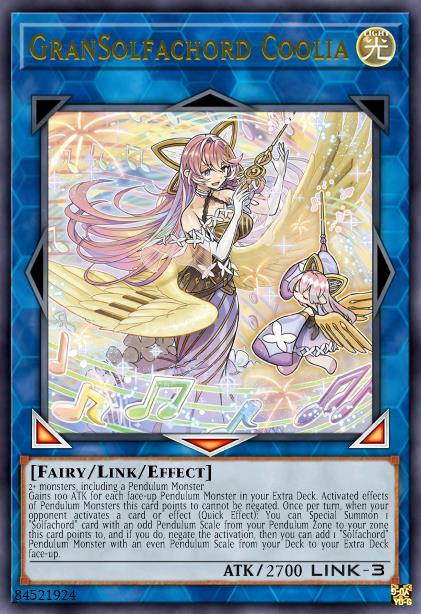 GranSolfachord Coolia
LIGHT
光
[Fairy/Link/Effect]
2+ monsters, including a Pendulum Monster
Gains 100 ATK for each face-up Pendulum Monster in your Extra Deck. Activated effects
of Pendulum Monsters this card points to cannot be negated. Once per turn, when your
opponent activates a card or effect (Quick Effect): You can Special Summon 1
"Solfachord" card with an odd Pendulum Scale from your Pendulum Zone to your zone
this card points to, and if you do, negate the activation, then you can add 1 "Solfachord"
Pendulum Monster with an even Pendulum Scale from your Deck to your Extra Deck
face-up.
ATK/2700 LINK-3
84521924